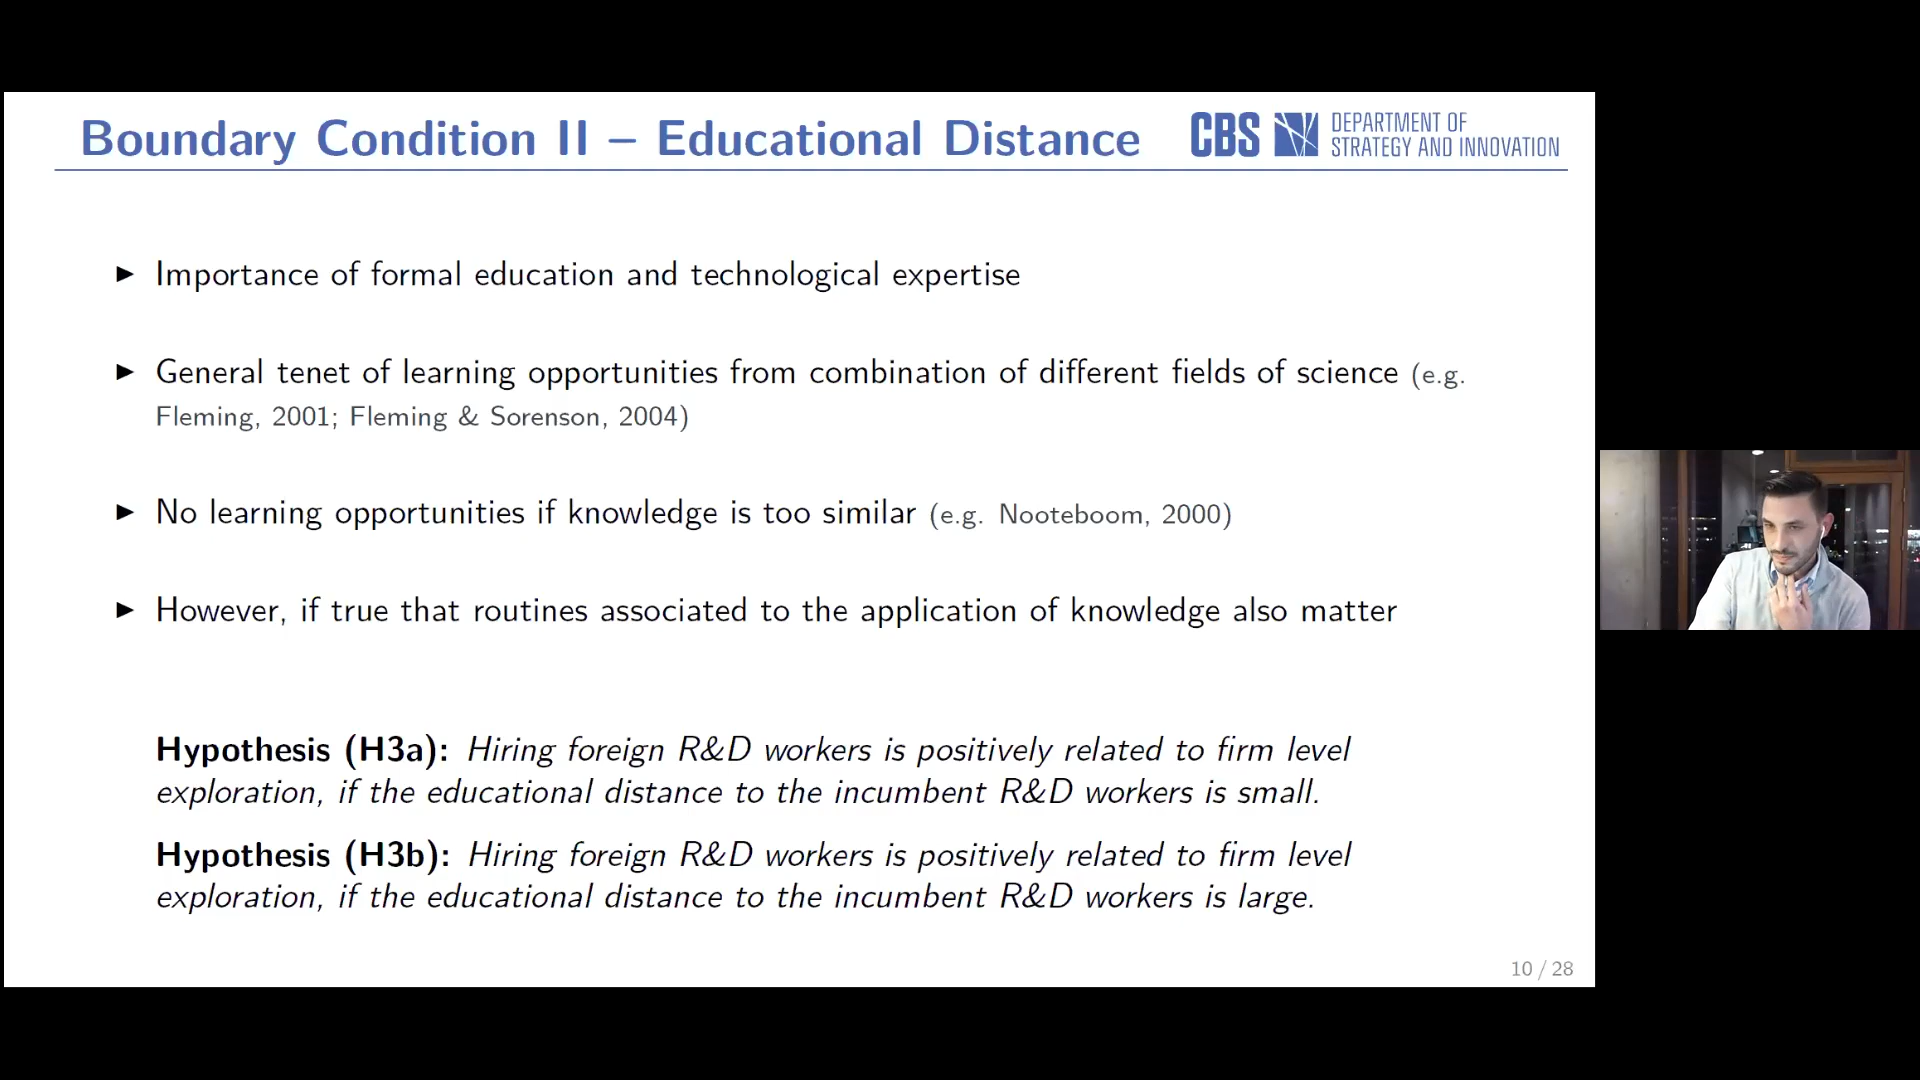 Boundary Condition II – Educational Distance
CBS DEPARTMENT OF
STRATEGY AND INNOVATION
▶ Importance of formal education and technological expertise
▶ General tenet of learning opportunities from combination of different fields of science (e.g.
Fleming, 2001; Fleming & Sorenson, 2004)
▶ No learning opportunities if knowledge is too similar (e.g. Nooteboom, 2000)
▶ However, if true that routines associated to the application of knowledge also matter
Hypothesis (H3a): Hiring foreign R&D workers is positively related to firm level
exploration, if the educational distance to the incumbent R&D workers is small.
Hypothesis (H3b): Hiring foreign R&D workers is positively related to firm level
exploration, if the educational distance to the incumbent R&D workers is large.
10 / 28